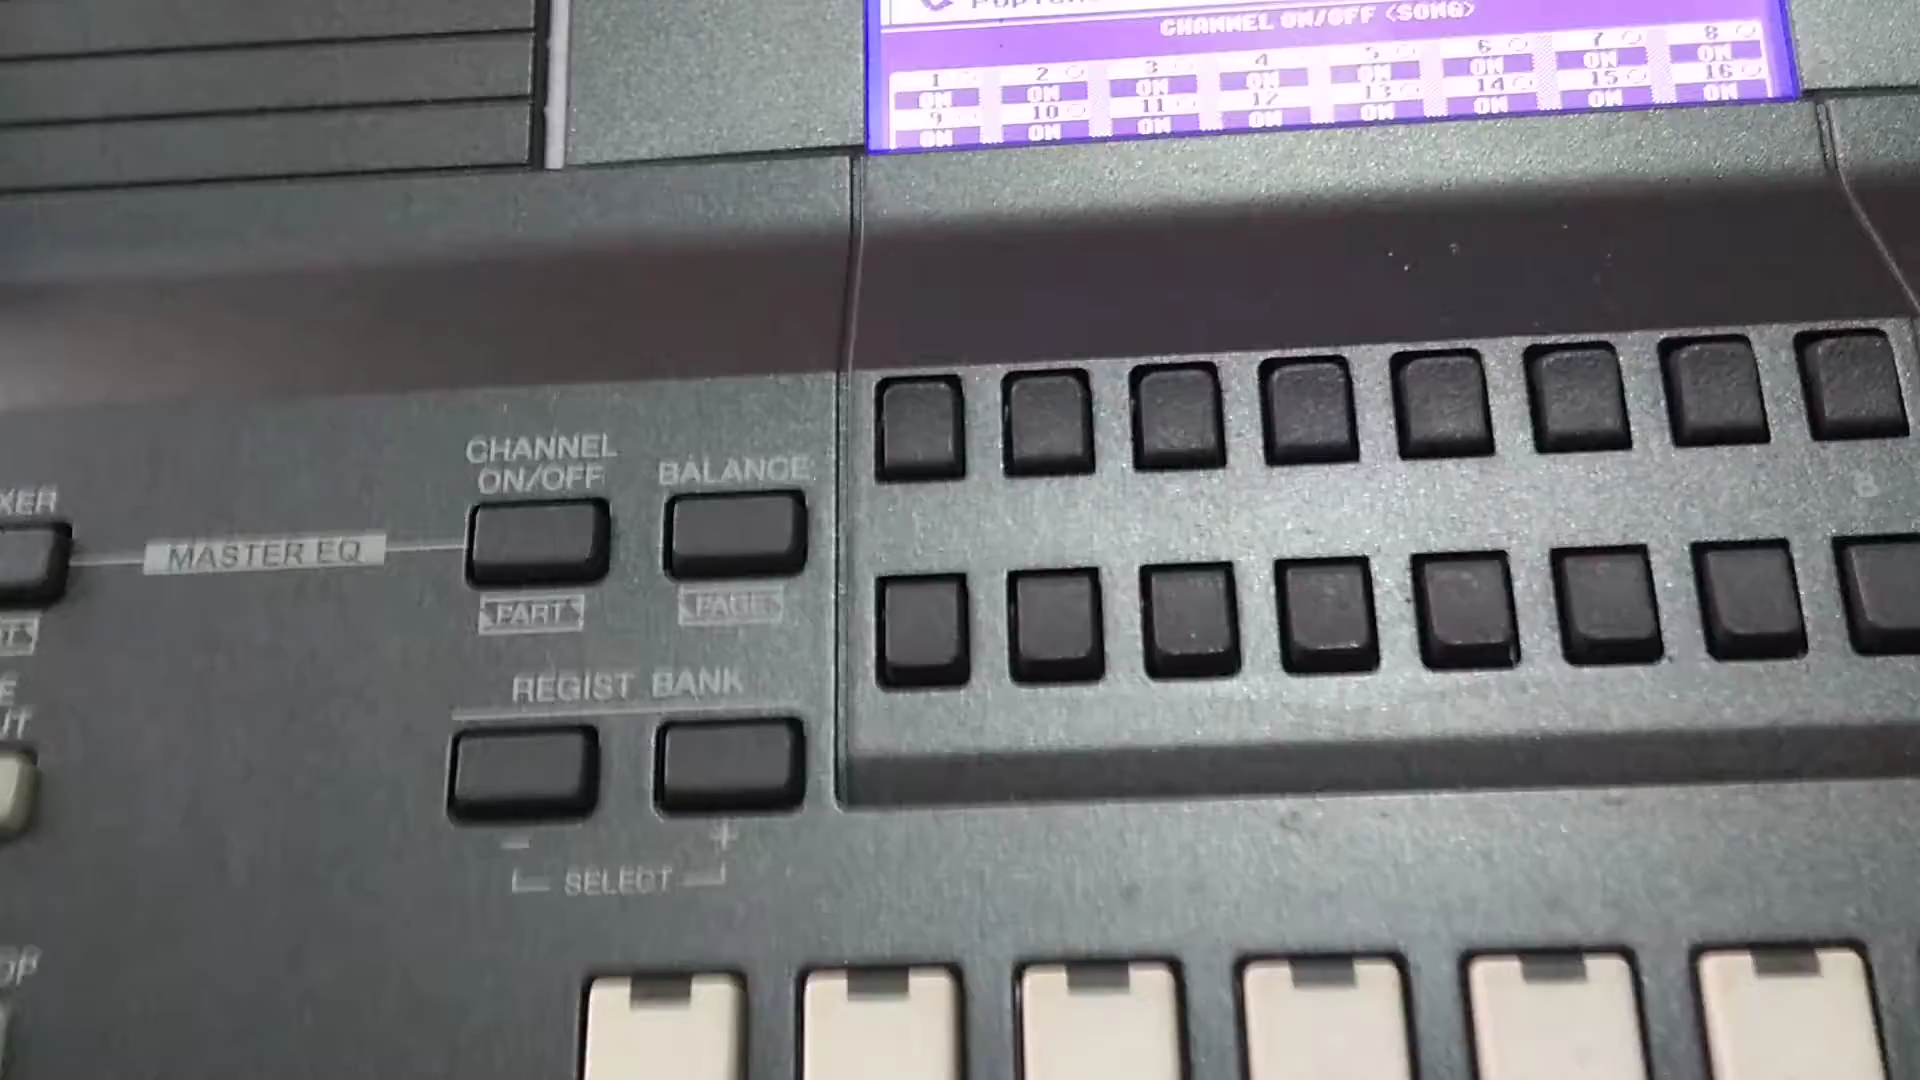 CHANNEL ON/OFF <SONG>
1 2 3 4 5 6 7 8
ON ON ON ON ON ON ON ON
9 10 11 12 13 14 15 16
ON ON ON ON ON ON ON ON
CHANNEL
ON/OFF
BALANCE
XER
MASTER EQ
PART
PAGE
REGIST BANK
- +
SELECT
8